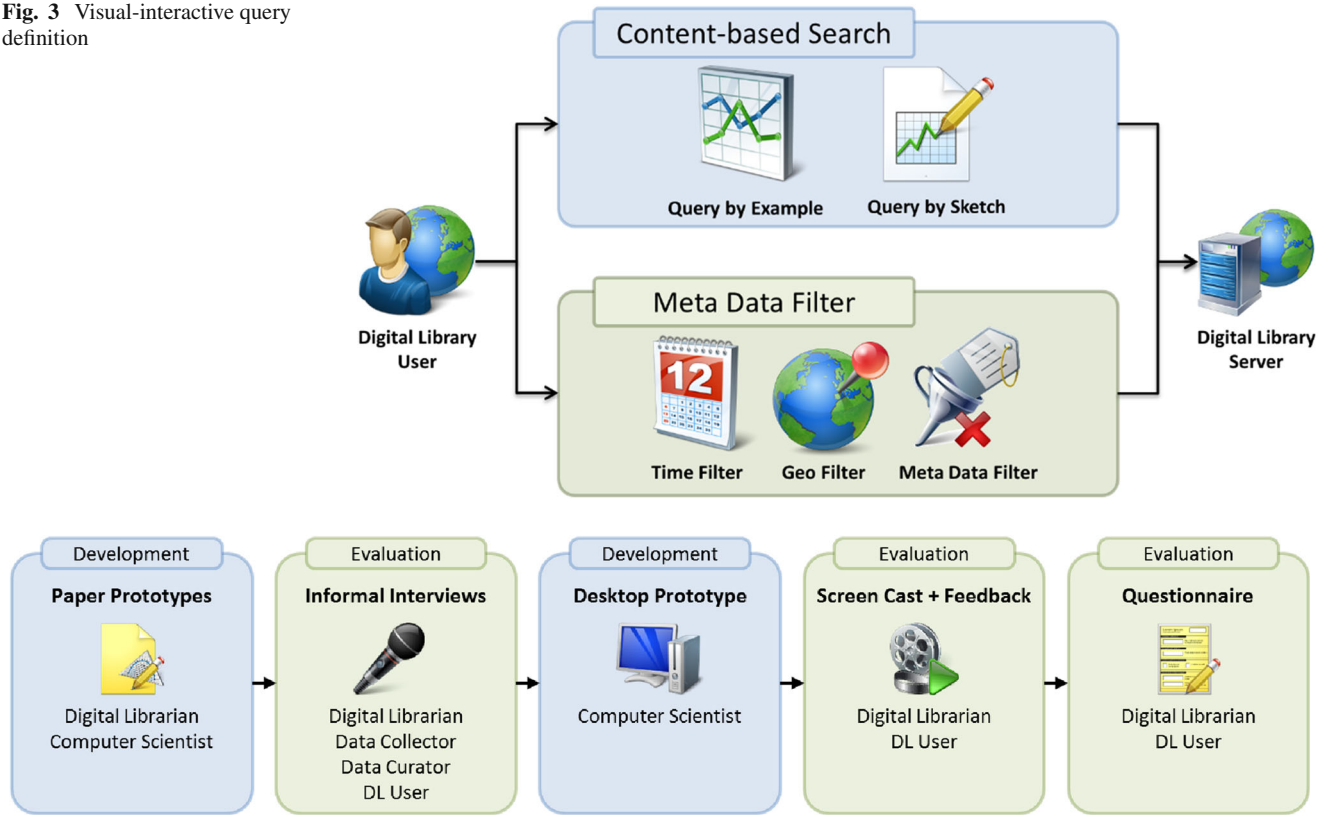 Fig. 3 Visual-interactive query
definition
Content-based Search
Query by Example
Query by Sketch
Digital Library
User
Meta Data Filter
12
Time Filter
Geo Filter
Meta Data Filter
Digital Library
Server
Development
Paper Prototypes
Digital Librarian
Computer Scientist
Evaluation
Informal Interviews
Digital Librarian
Data Collector
Data Curator
DL User
Development
Desktop Prototype
Computer Scientist
Evaluation
Screen Cast + Feedback
Digital Librarian
DL User
Evaluation
Questionnaire
Digital Librarian
DL User